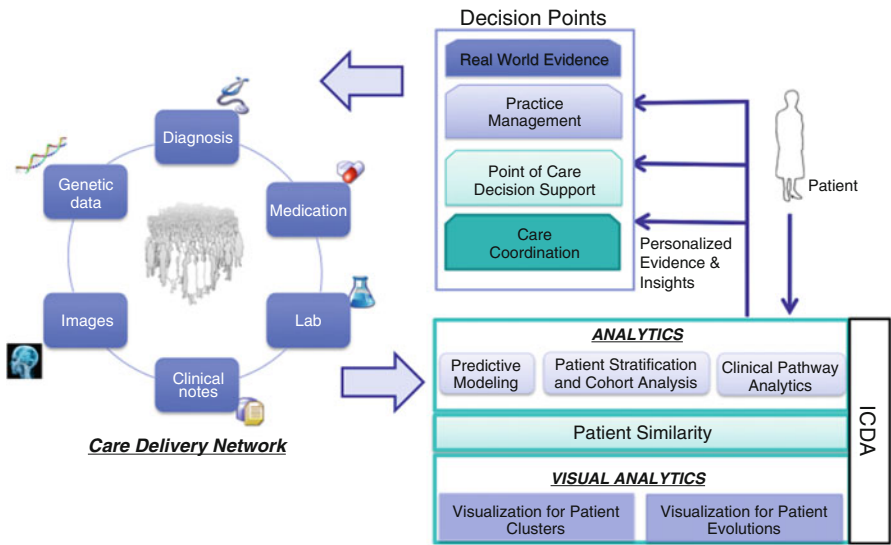 Decision Points
Real World Evidence
Practice
Management
Point of Care
Decision Support
Care
Coordination
Personalized
Evidence &
Insights
Patient
Diagnosis
Genetic
data
Medication
Images
Lab
Clinical
notes
Care Delivery Network
ANALYTICS
Predictive
Modeling
Patient Stratification
and Cohort Analysis
Clinical Pathway
Analytics
Patient Similarity
VISUAL ANALYTICS
Visualization for Patient
Clusters
Visualization for Patient
Evolutions
ICDA